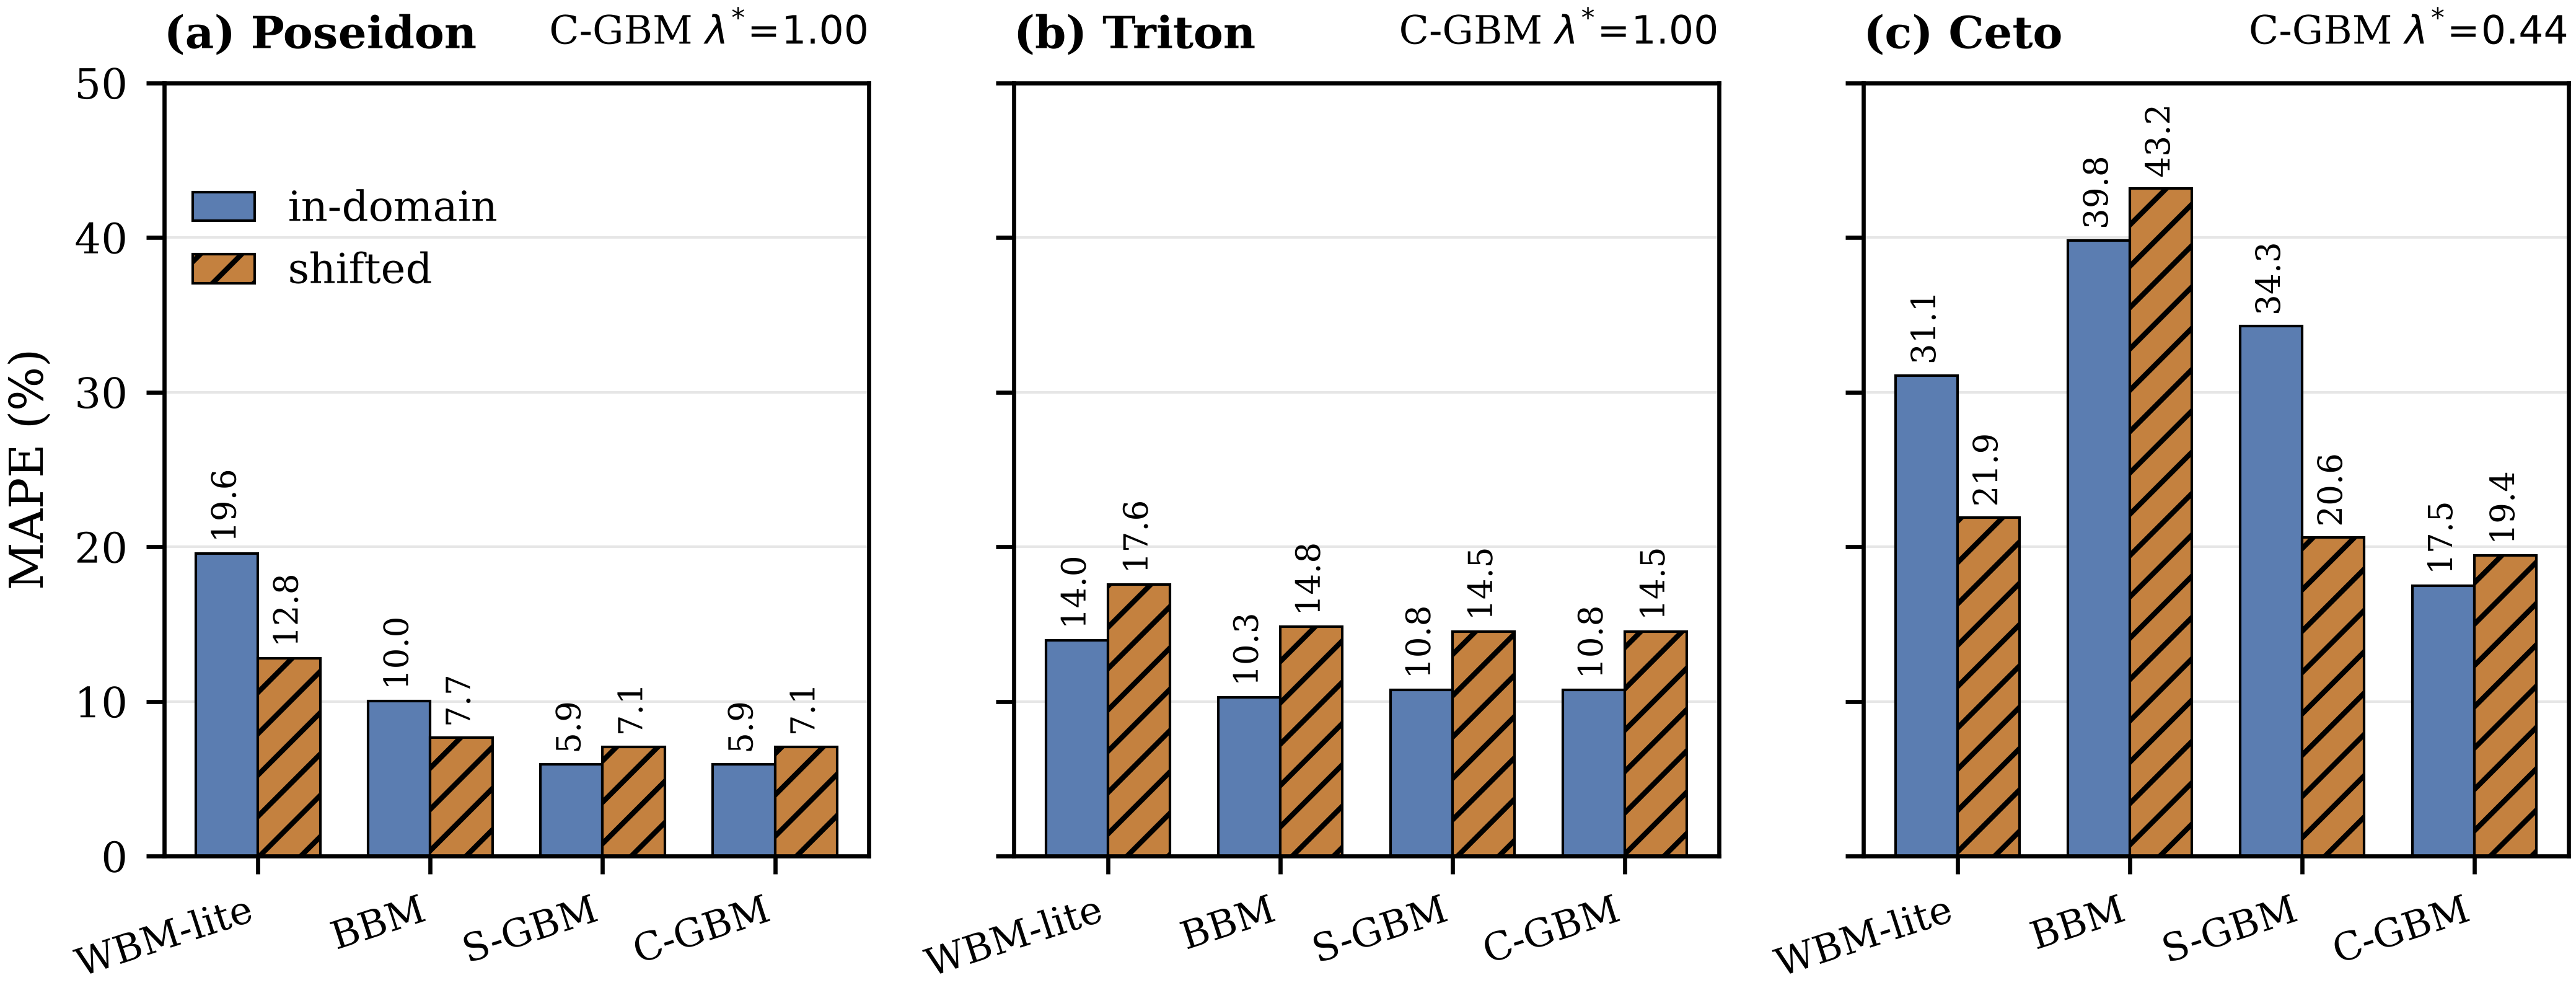 (a) Poseidon C-GBM λ*=1.00
(b) Triton C-GBM λ*=1.00
(c) Ceto C-GBM λ*=0.44
MAPE (%)
50
40
30
20
10
0
in-domain
shifted
19.6
12.8
10.0
7.7
5.9
7.1
5.9
7.1
WBM-lite
BBM
S-GBM
C-GBM
14.0
17.6
10.3
14.8
10.8
14.5
10.8
14.5
WBM-lite
BBM
S-GBM
C-GBM
31.1
21.9
39.8
43.2
34.3
20.6
17.5
19.4
WBM-lite
BBM
S-GBM
C-GBM